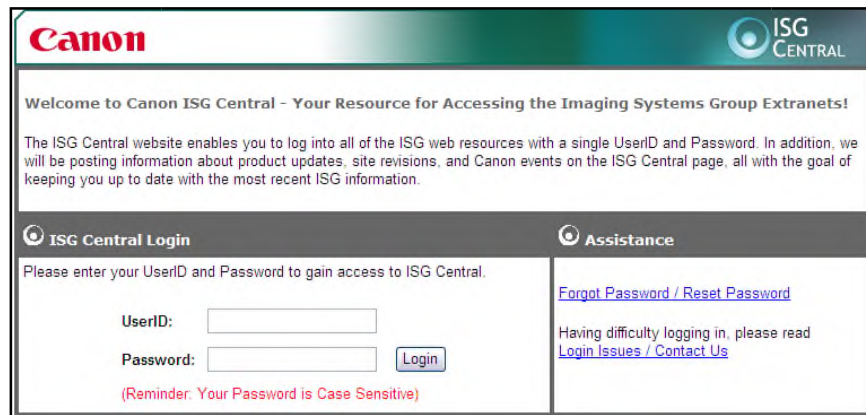 Canon
ISG
CENTRAL
Welcome to Canon ISG Central - Your Resource for Accessing the Imaging Systems Group Extranets!
The ISG Central website enables you to log into all of the ISG web resources with a single UserID and Password. In addition, we
will be posting information about product updates, site revisions, and Canon events on the ISG Central page, all with the goal of
keeping you up to date with the most recent ISG information.
ISG Central Login
Please enter your UserID and Password to gain access to ISG Central.
UserID:
Password:
Login
(Reminder: Your Password is Case Sensitive)
Assistance
Forgot Password / Reset Password
Having difficulty logging in, please read
Login Issues / Contact Us